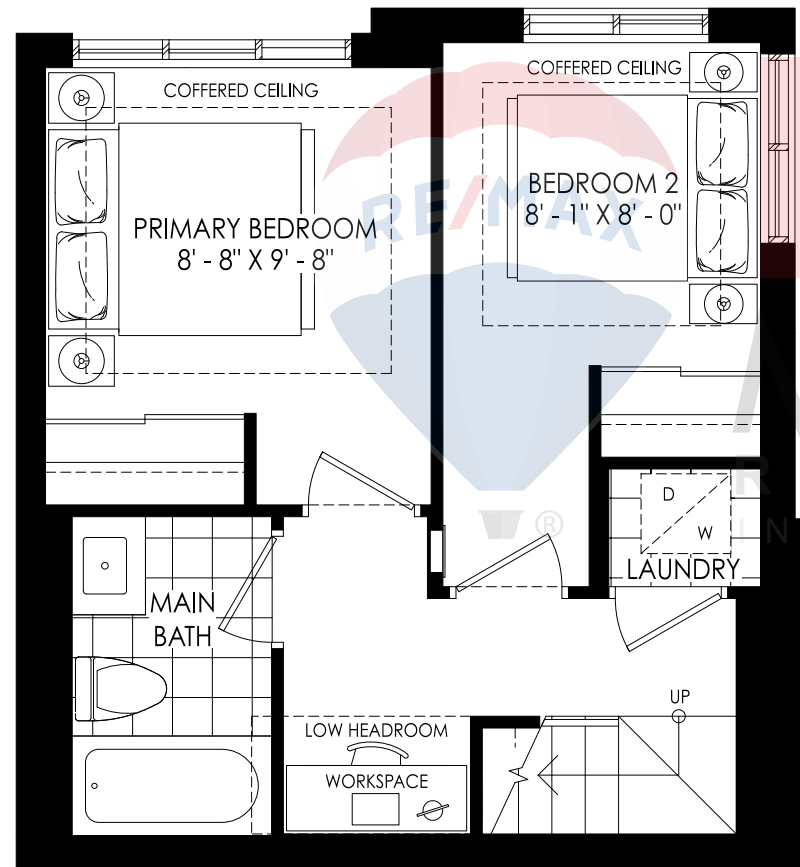 COFFERED CEILING
COFFERED CEILING
PRIMARY BEDROOM
8' - 8" X 9' - 8"
BEDROOM 2
8' - 1" X 8' - 0"
RE/MAX
®
D
W
LAUNDRY
MAIN
BATH
UP
LOW HEADROOM
WORKSPACE